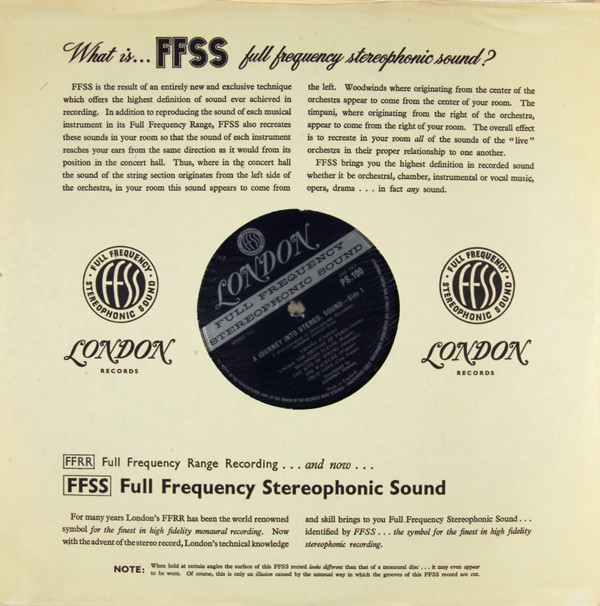 What is... FFSS full frequency stereophonic sound?
FFSS is the result of an entirely new and exclusive technique
which offers the highest definition of sound ever achieved in
recording. In addition to reproducing the sound of each musical
instrument in its Full Frequency Range, FFSS also recreates
these sounds in your room so that the sound of each instrument
reaches your ears from the same direction as it would from its
position in the concert hall. Thus, where in the concert hall
the sound of the string section originates from the left side of
the orchestra, in your room this sound appears to come from
the left. Woodwinds where originating from the center of the
orchestra appear to come from the center of your room. The
timpani, where originating from the right of the orchestra,
appear to come from the right of your room. The overall effect
is to recreate in your room all of the sounds of the "live"
orchestra in their proper relationship to one another.
FFSS brings you the highest definition in recorded sound
whether it be orchestral, chamber, instrumental or vocal music,
opera, drama . . . in fact any sound.
FULL FREQUENCY
FFSS
STEREOPHONIC SOUND
LONDON
RECORDS
FFSS
LONDON
FULL FREQUENCY
STEREOPHONIC SOUND
PS.100
A JOURNEY INTO STEREO SOUND—Side 1
FULL FREQUENCY
FFSS
STEREOPHONIC SOUND
LONDON
RECORDS
FFRR Full Frequency Range Recording . . . and now . . .
FFSS Full Frequency Stereophonic Sound
For many years London's FFRR has been the world renowned
symbol for the finest in high fidelity monaural recording. Now
with the advent of the stereo record, London's technical knowledge
and skill brings to you Full Frequency Stereophonic Sound . . .
identified by FFSS . . . the symbol for the finest in high fidelity
stereophonic recording.
NOTE: When held at certain angles the surface of this FFSS record looks different than that of a monaural disc . . . it may even appear
to be worn. Of course, this is only an illusion caused by the unusual way in which the grooves of this FFSS record are cut.